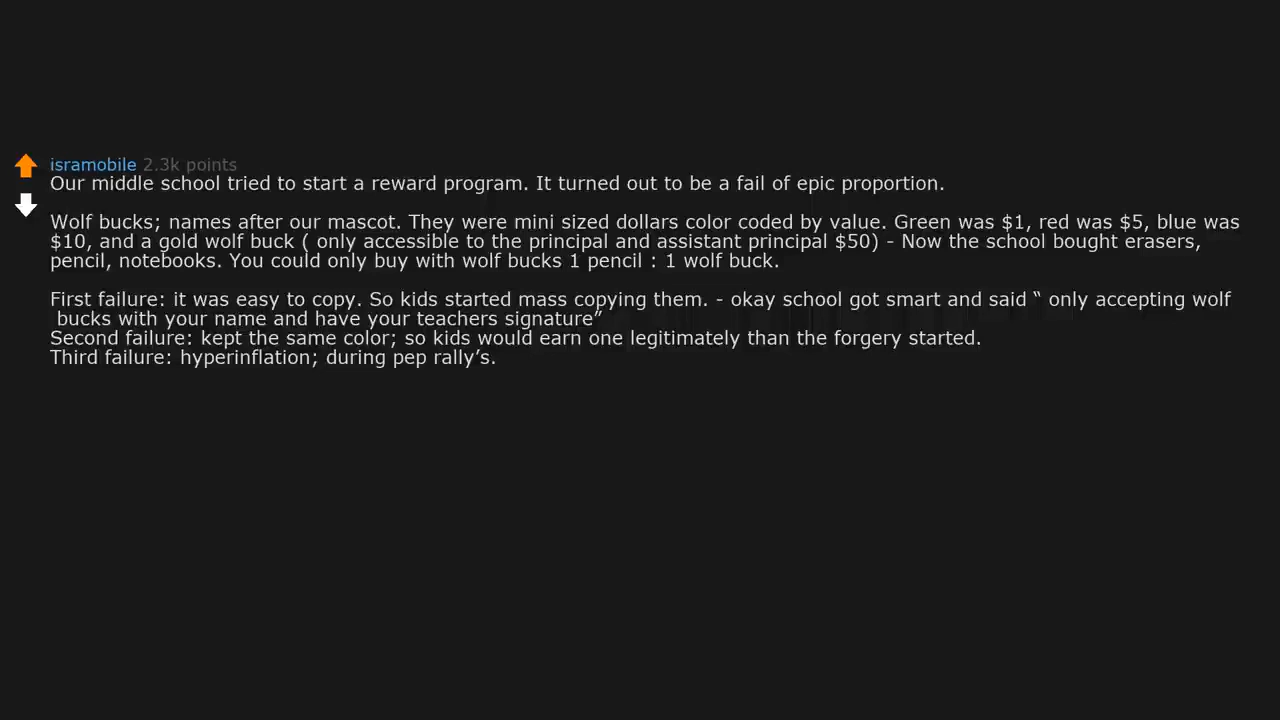 isramobile 2.3k points
Our middle school tried to start a reward program. It turned out to be a fail of epic proportion.
Wolf bucks; names after our mascot. They were mini sized dollars color coded by value. Green was $1, red was $5, blue was
$10, and a gold wolf buck ( only accessible to the principal and assistant principal $50) - Now the school bought erasers,
pencil, notebooks. You could only buy with wolf bucks 1 pencil : 1 wolf buck.
First failure: it was easy to copy. So kids started mass copying them. - okay school got smart and said “ only accepting wolf
bucks with your name and have your teachers signature”
Second failure: kept the same color; so kids would earn one legitimately than the forgery started.
Third failure: hyperinflation; during pep rally’s.